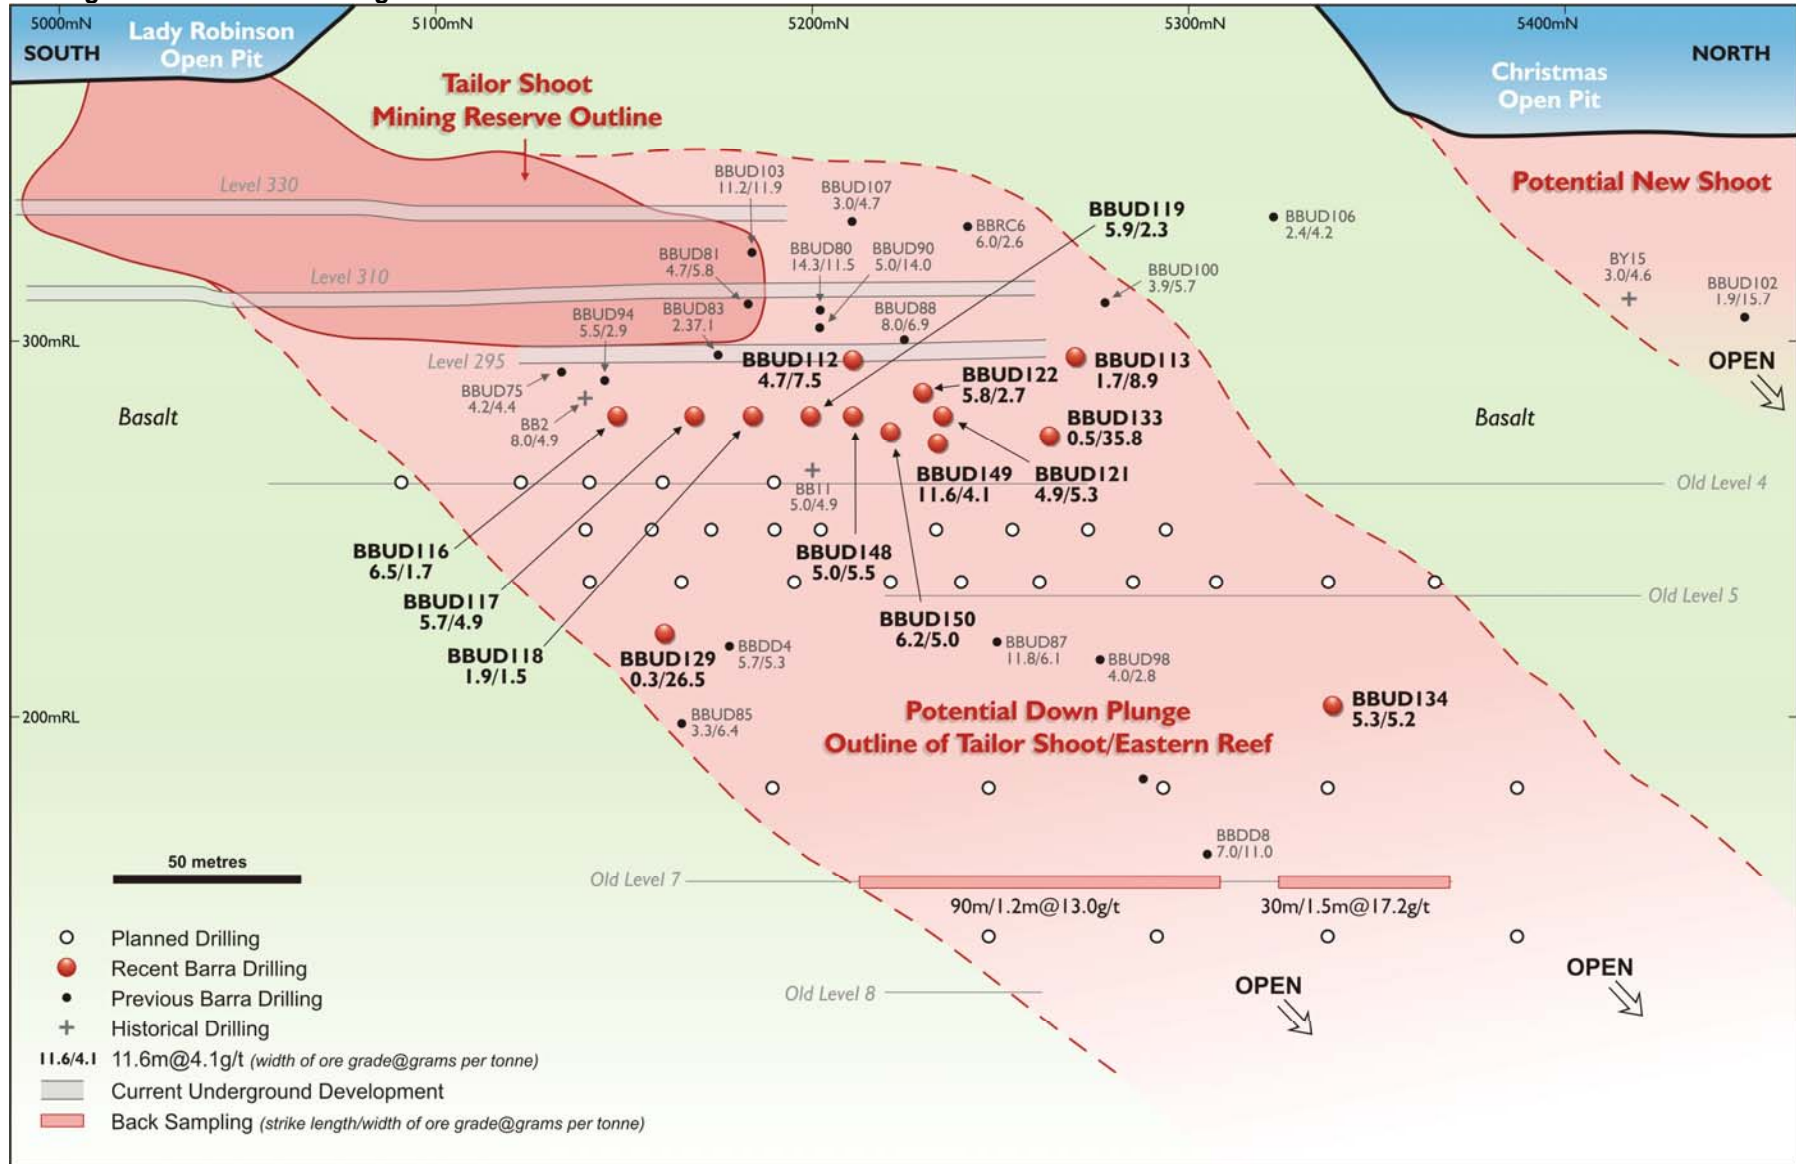 5000mN
5100mN
5200mN
5300mN
5400mN
SOUTH
Lady Robinson
Open Pit
NORTH
Christmas
Open Pit
Tailor Shoot
Mining Reserve Outline
Potential New Shoot
Level 330
BBUD103
11.2/11.9
BBUD107
3.0/4.7
BBRC6
6.0/2.6
BBUD119
5.9/2.3
BBUD106
2.4/4.2
Level 310
BBUD81
4.7/5.8
BBUD80
14.3/11.5
BBUD90
5.0/14.0
BBUD100
3.9/5.7
BY15
3.0/4.6
BBUD102
1.9/15.7
BBUD94
5.5/2.9
BBUD83
2.37.1
BBUD88
8.0/6.9
300mRL
Level 295
BBUD112
4.7/7.5
BBUD122
5.8/2.7
BBUD113
1.7/8.9
OPEN
BBUD75
4.2/4.4
BB2
8.0/4.9
Basalt
BBUD133
0.5/35.8
Basalt
BBUD149
11.6/4.1
BBUD121
4.9/5.3
BB11
5.0/4.9
Old Level 4
BBUD116
6.5/1.7
BBUD148
5.0/5.5
BBUD117
5.7/4.9
BBUD150
6.2/5.0
Old Level 5
BBUD118
1.9/1.5
BBUD129
0.3/26.5
BBDD4
5.7/5.3
BBUD87
11.8/6.1
BBUD98
4.0/2.8
200mRL
BBUD85
3.3/6.4
Potential Down Plunge
Outline of Tailor Shoot/Eastern Reef
BBUD134
5.3/5.2
BBDD8
7.0/11.0
50 metres
Old Level 7
90m/1.2m@13.0g/t
30m/1.5m@17.2g/t
Old Level 8
OPEN
OPEN
Planned Drilling
Recent Barra Drilling
Previous Barra Drilling
Historical Drilling
11.6/4.1 11.6m@4.1g/t (width of ore grade@grams per tonne)
Current Underground Development
Back Sampling (strike length/width of ore grade@grams per tonne)